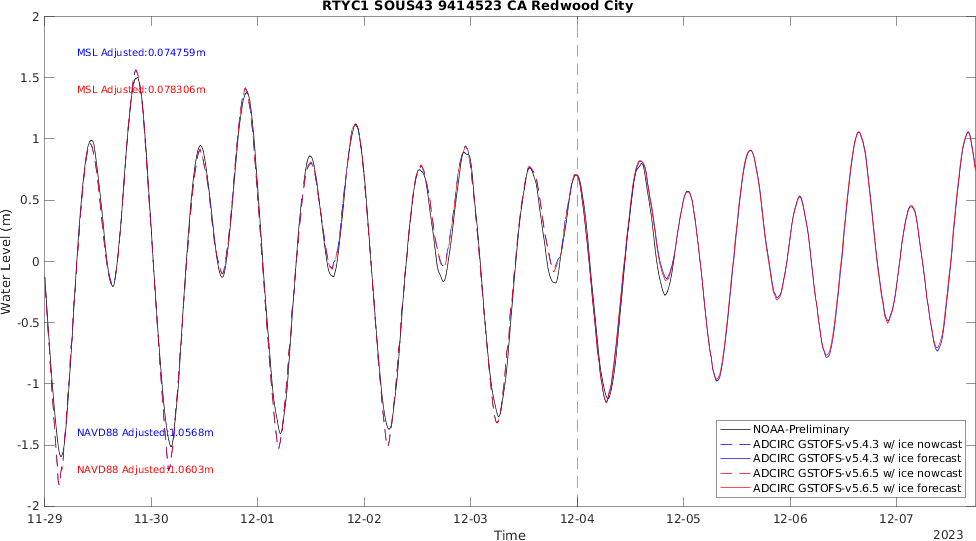 RTYC1 SOUS43 9414523 CA Redwood City
2
MSL Adjusted:0.074759m
1.5
MSL Adjusted:0.078306m
1
0.5
Water Level (m)
0
-0.5
-1
NAVD88 Adjusted:1.0568m
-1.5
NAVD88 Adjusted:1.0603m
-2
NOAA-Preliminary
ADCIRC GSTOFS-v5.4.3 w/ ice nowcast
ADCIRC GSTOFS-v5.4.3 w/ ice forecast
ADCIRC GSTOFS-v5.6.5 w/ ice nowcast
ADCIRC GSTOFS-v5.6.5 w/ ice forecast
11-29 11-30 12-01 12-02 12-03 12-04 12-05 12-06 12-07
Time
2023